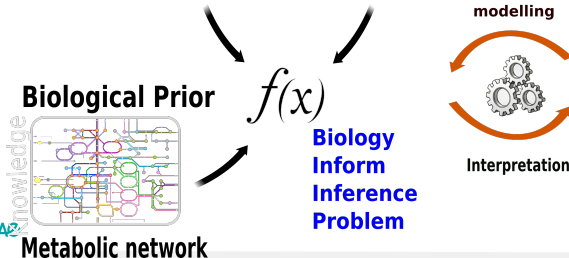 modelling
Biological Prior
f(x)
Knowledge
Biology
Inform
Inference
Problem
Interpretation
Metabolic network